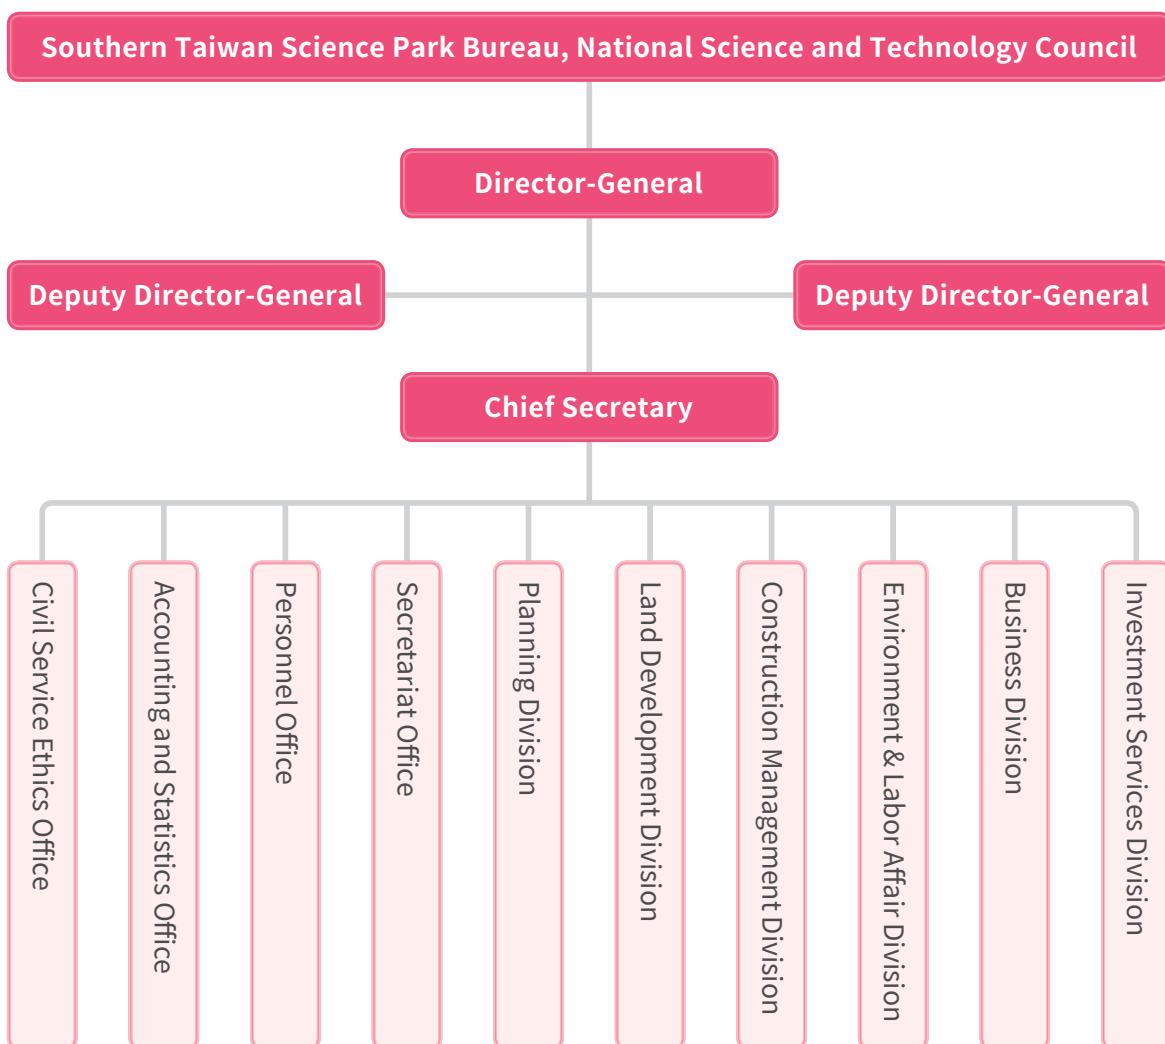 Southern Taiwan Science Park Bureau, National Science and Technology Council
Director-General
Deputy Director-General
Deputy Director-General
Chief Secretary
Civil Service Ethics Office
Accounting and Statistics Office
Personnel Office
Secretariat Office
Planning Division
Land Development Division
Construction Management Division
Environment & Labor Affair Division
Business Division
Investment Services Division